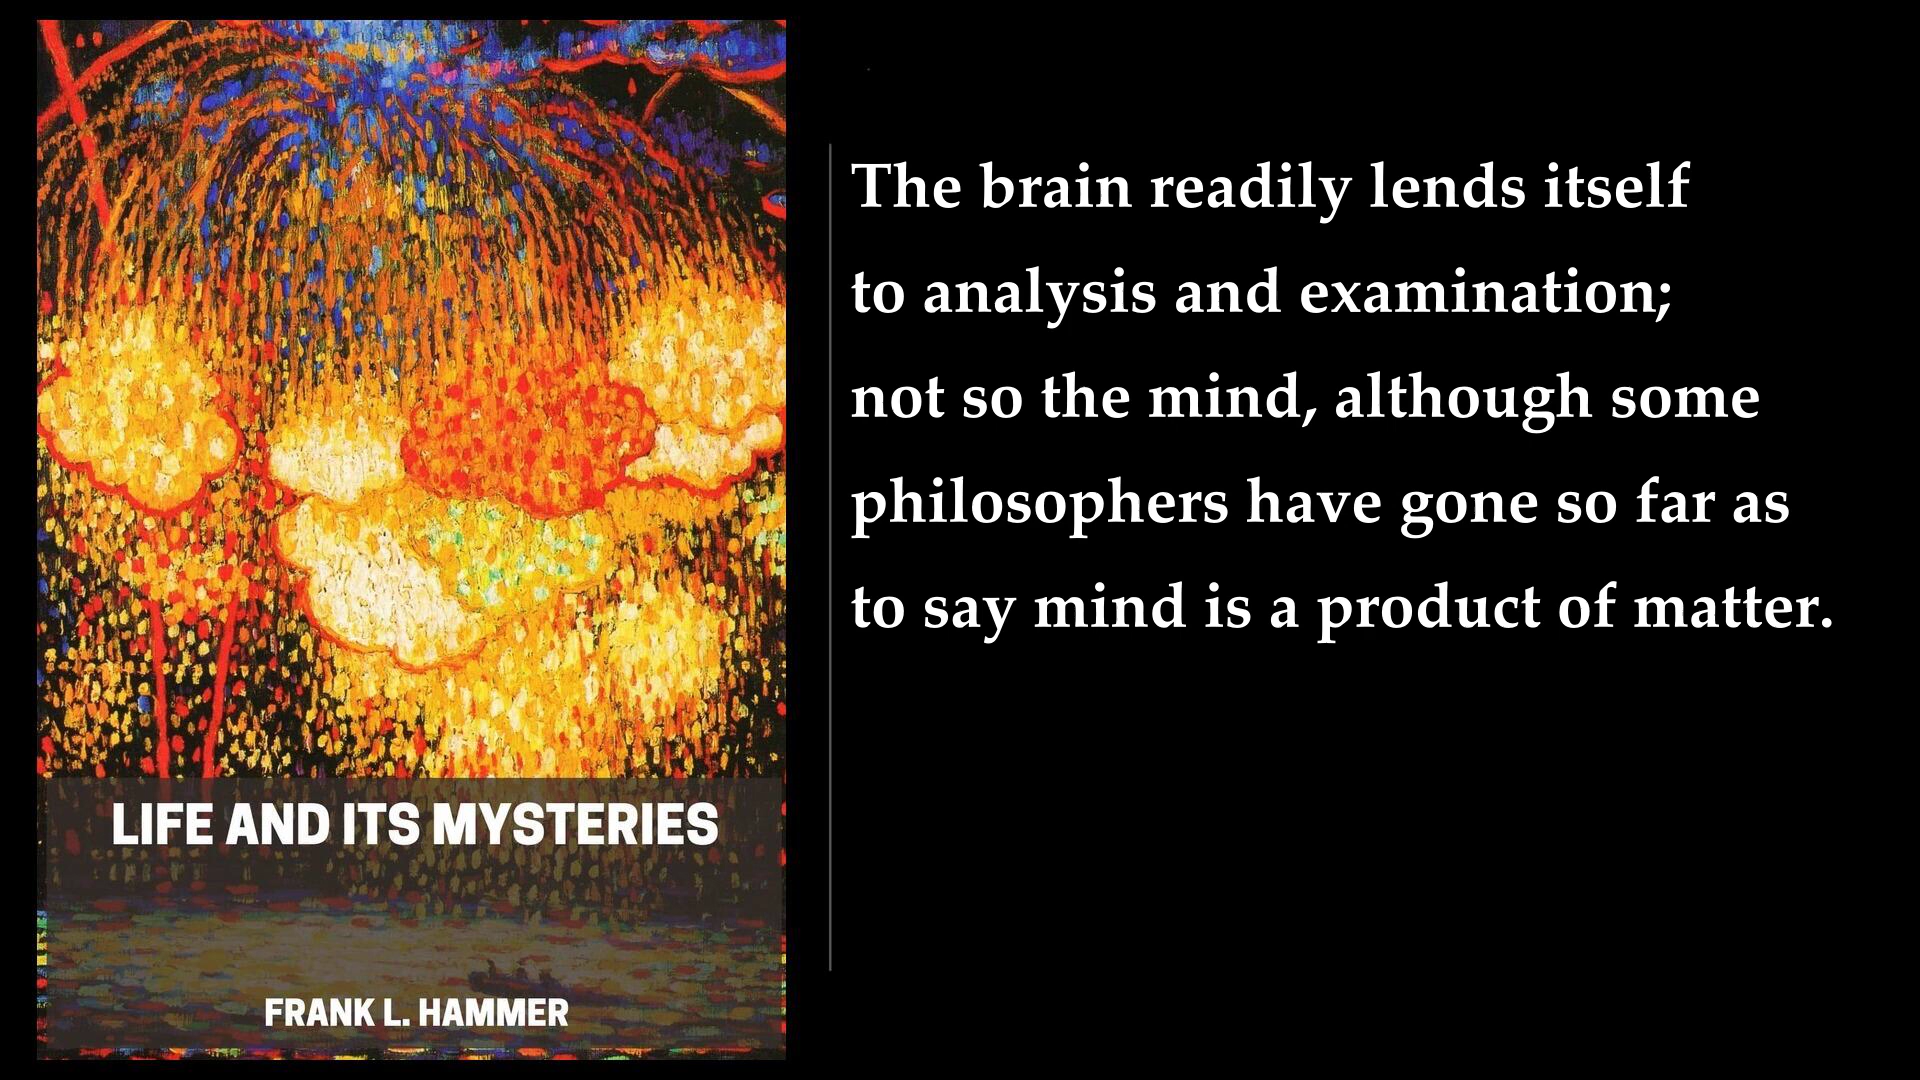 LIFE AND ITS MYSTERIES
FRANK L. HAMMER
The brain readily lends itself
to analysis and examination;
not so the mind, although some
philosophers have gone so far as
to say mind is a product of matter.